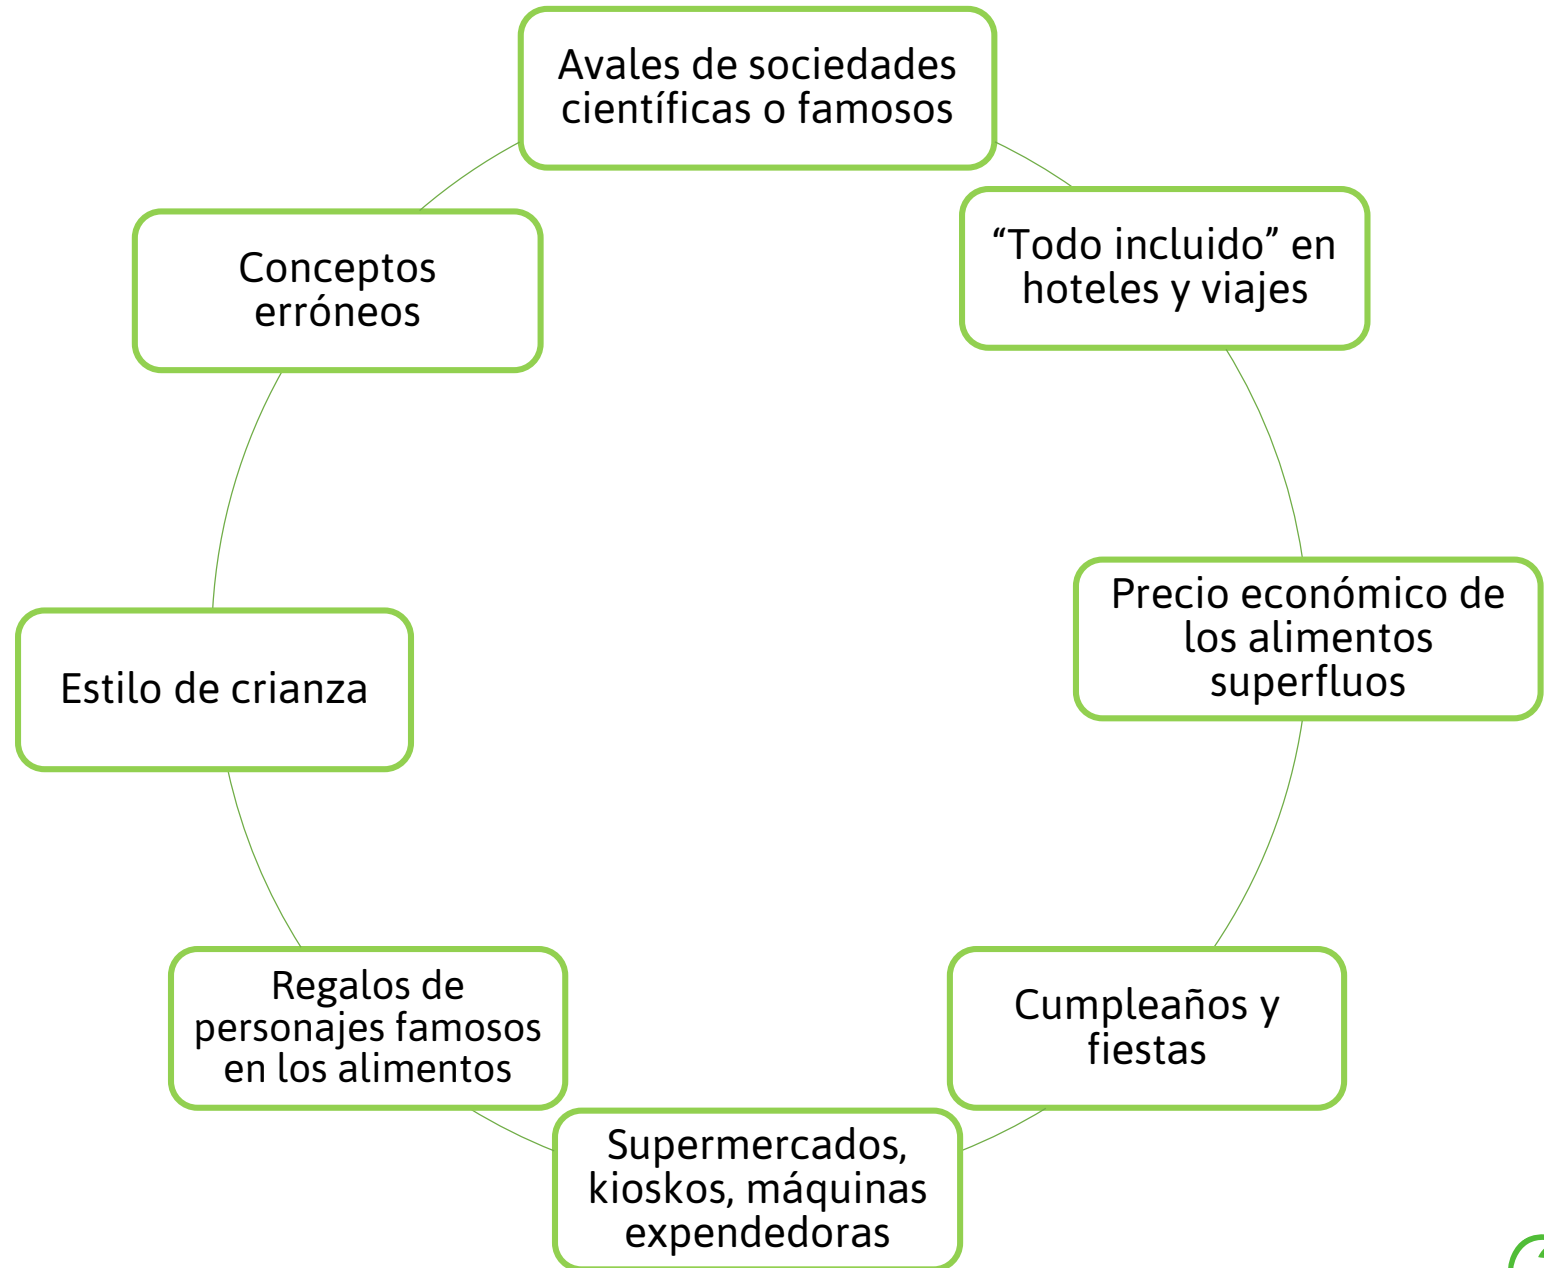 Avales de sociedades
científicas o famosos
“Todo incluido” en
hoteles y viajes
Precio económico de
los alimentos
superfluos
Cumpleaños y
fiestas
Supermercados,
kioskos, máquinas
expendedoras
Regalos de
personajes famosos
en los alimentos
Estilo de crianza
Conceptos
erróneos